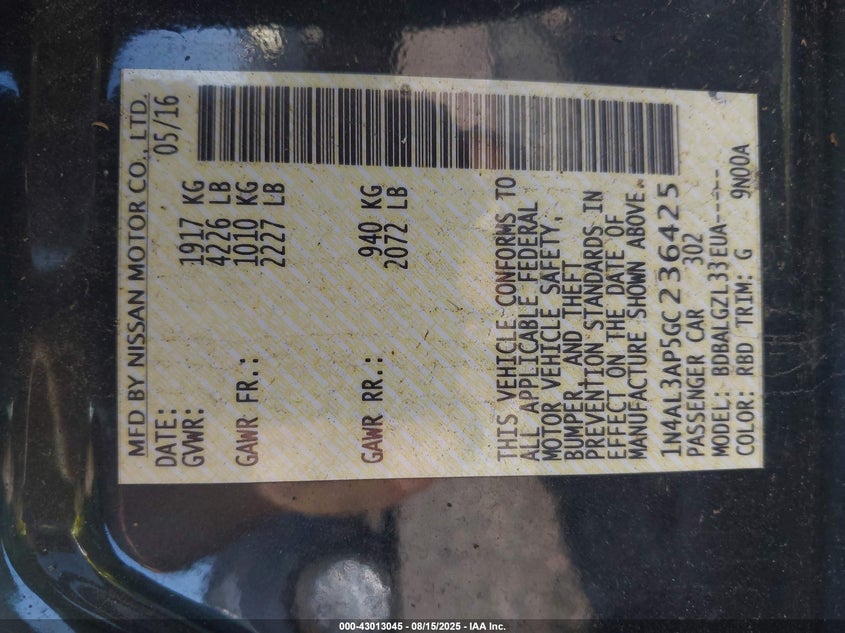 MFD BY NISSAN MOTOR CO., LTD.
DATE: 05/16
GVWR: 1917 KG
4226 LB
GAWR FR.: 1010 KG
2227 LB
GAWR RR.: 940 KG
2072 LB
THIS VEHICLE CONFORMS TO
ALL APPLICABLE FEDERAL
MOTOR VEHICLE SAFETY,
BUMPER, AND THEFT
PREVENTION STANDARDS IN
EFFECT ON THE DATE OF
MANUFACTURE SHOWN ABOVE.
1N4AL3AP5GC236425
PASSENGER CAR 302
MODEL: BDBALGZL33EUA-----
COLOR: RBD TRIM: G 9N00A
000-43013045 - 08/15/2025 - IAA Inc.